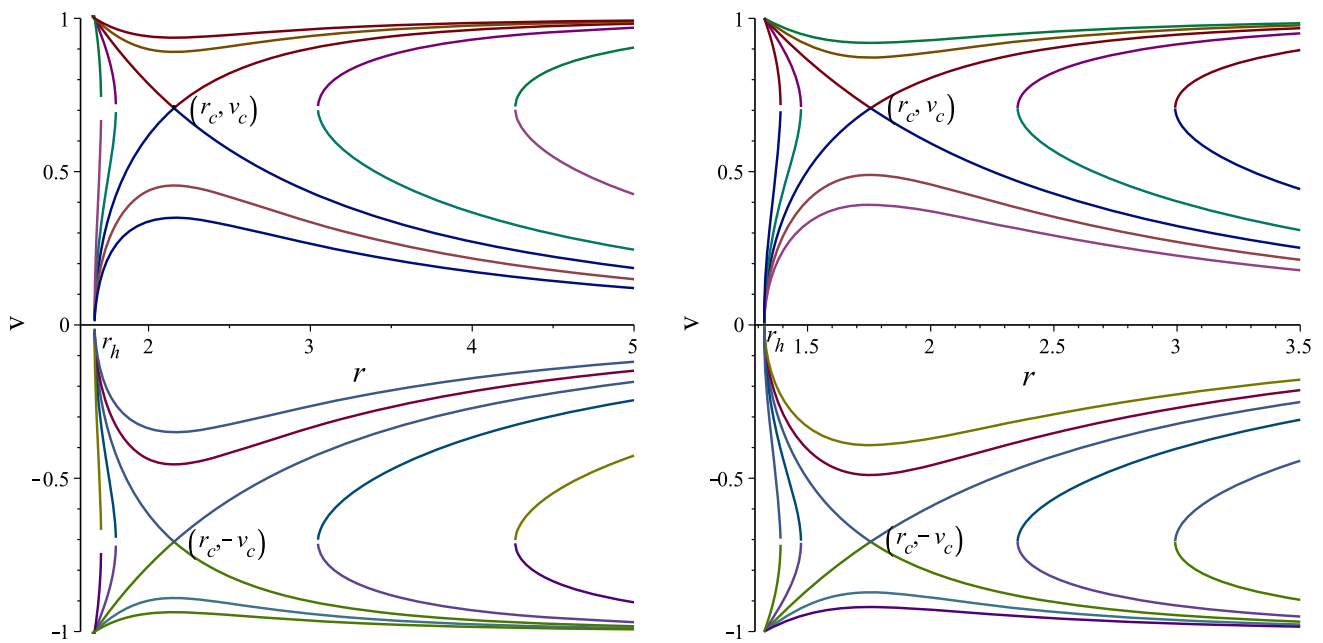 1
(r_c, v_c)
0.5
v
0
r_h
2
3
4
5
r
-0.5
(r_c, -v_c)
-1
1
(r_c, v_c)
0.5
v
0
r_h
1.5
2
2.5
3
3.5
r
-0.5
(r_c, -v_c)
-1